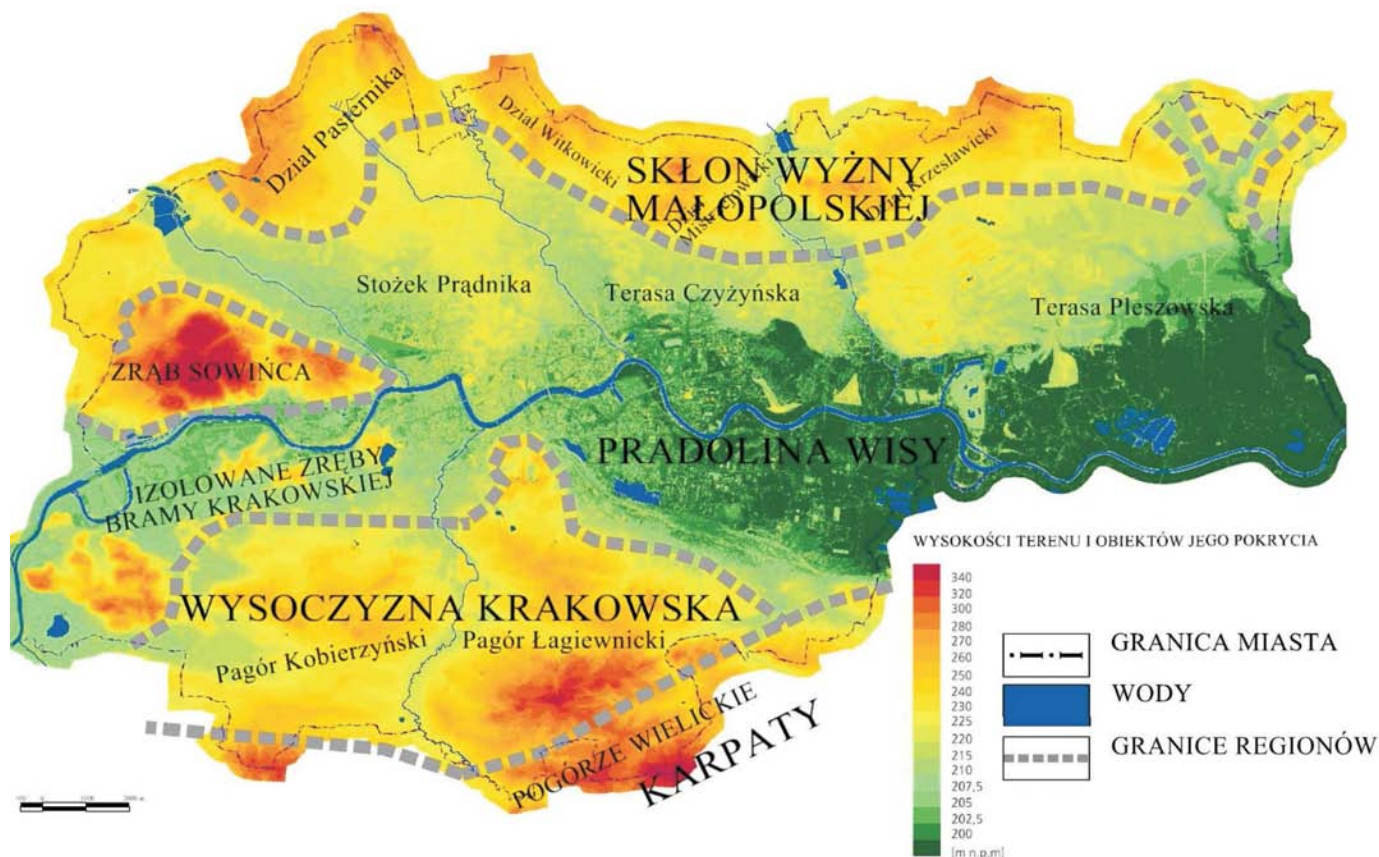 Dział Pasternika
Dział Witkowicki
SKŁON WYŻNY
MAŁOPOLSKIEJ
Dział
Mistrzejowicki
Dział Krzesławicki
Stożek Prądnika
Terasa Czyżyńska
Terasa Pleszowska
ZRĄB SOWIŃCA
PRADOLINA WISY
IZOLOWANE ZRĘBY
BRAMY KRAKOWSKIEJ
WYSOCZYZNA KRAKOWSKA
Pagór Kobierzyński
Pagór Łagiewnicki
POGÓRZE WIELICKIE
KARPATY
WYSOKOŚCI TERENU I OBIEKTÓW JEGO POKRYCIA
340
320
300
280
270
260
250
240
230
225
220
215
210
207,5
205
202,5
200
[m n.p.m]
GRANICA MIASTA
WODY
GRANICE REGIONÓW